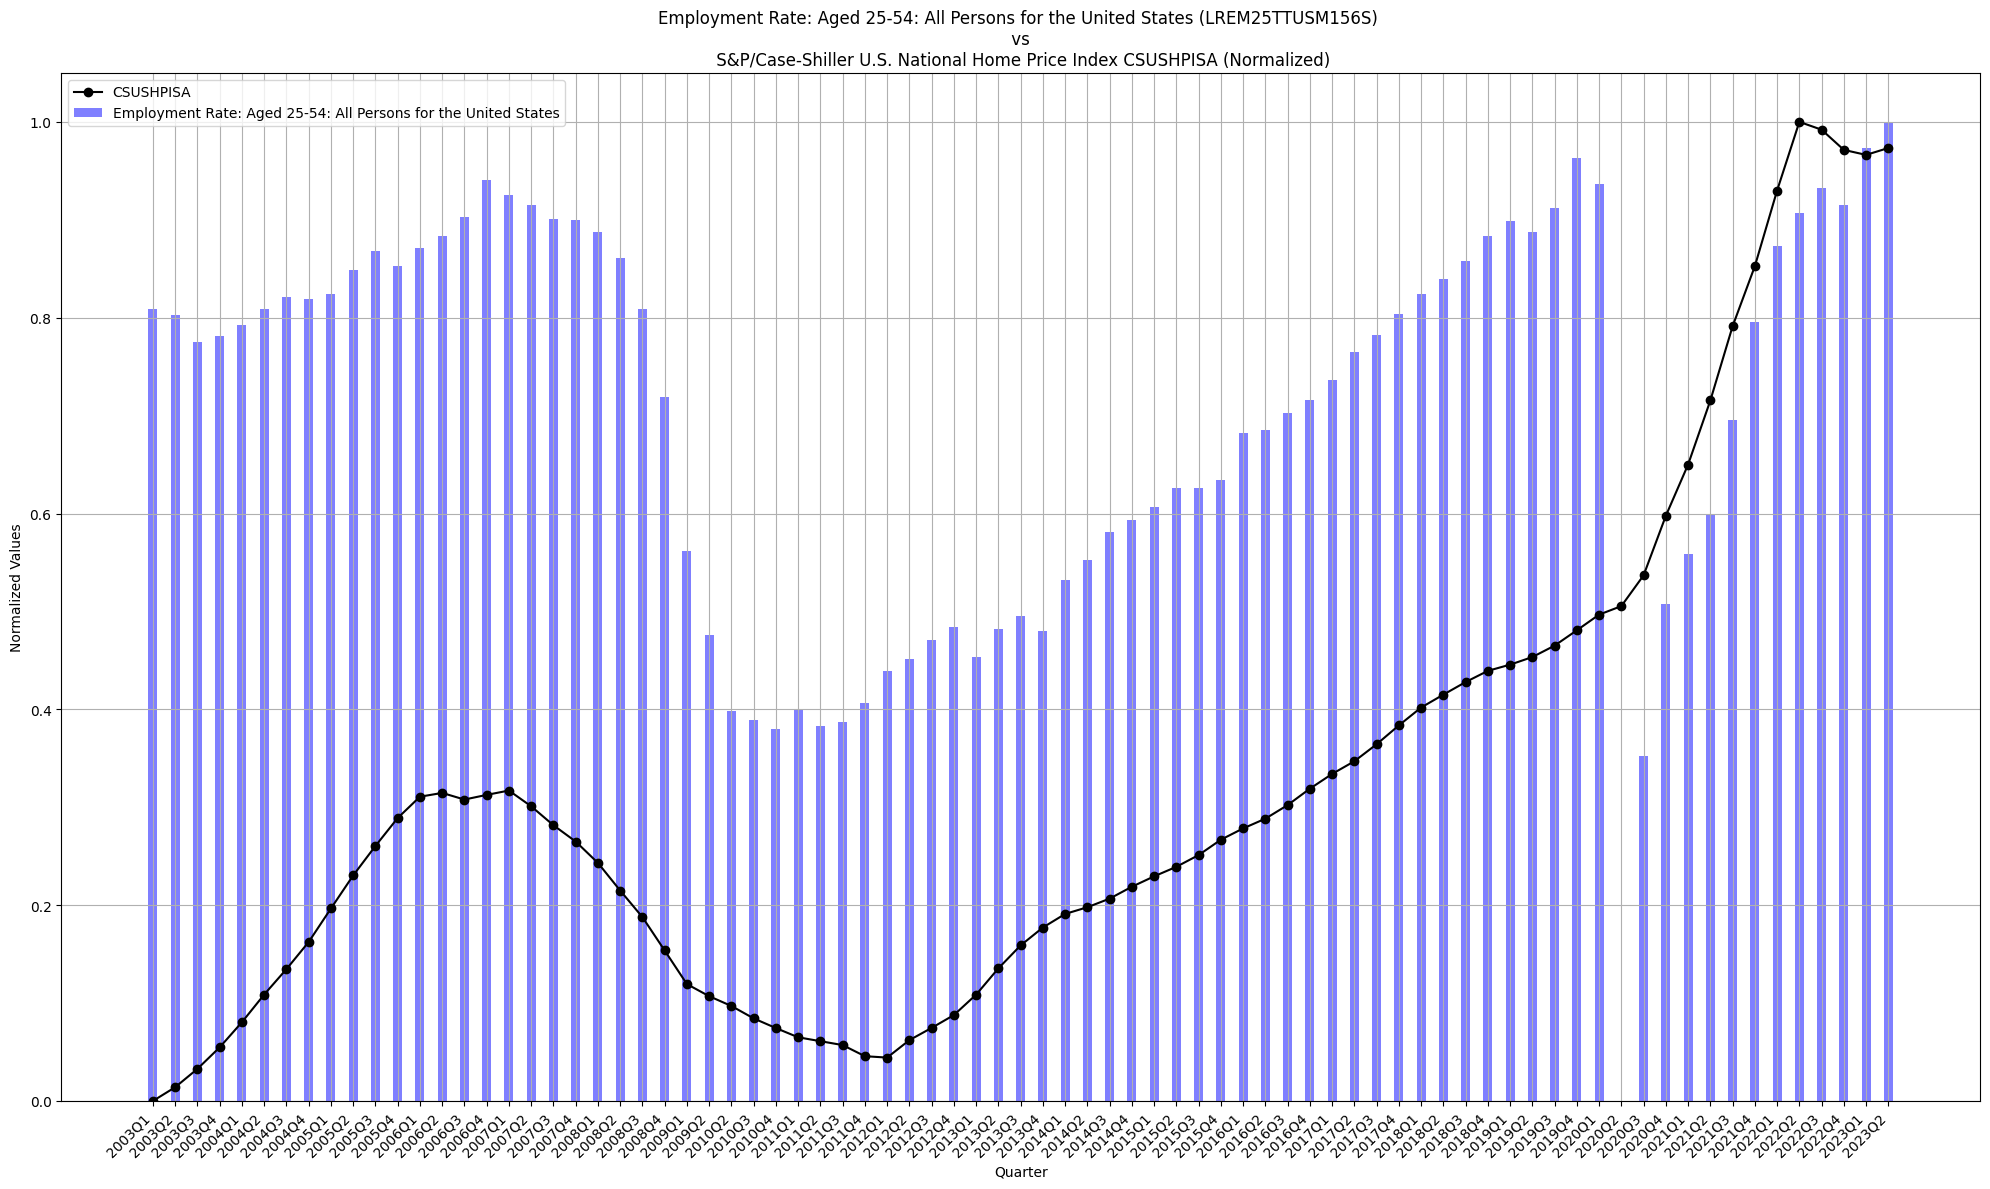 Employment Rate: Aged 25-54: All Persons for the United States (LREM25TTUSM156S)
vs
S&P/Case-Shiller U.S. National Home Price Index CSUSHPISA (Normalized)
CSUSHPISA
Employment Rate: Aged 25-54: All Persons for the United States
Normalized Values
1.0
0.8
0.6
0.4
0.2
0.0
2003Q1
2003Q2
2003Q3
2003Q4
2004Q1
2004Q2
2004Q3
2004Q4
2005Q1
2005Q2
2005Q3
2005Q4
2006Q1
2006Q2
2006Q3
2006Q4
2007Q1
2007Q2
2007Q3
2007Q4
2008Q1
2008Q2
2008Q3
2008Q4
2009Q1
2009Q2
2010Q2
2010Q3
2010Q4
2011Q1
2011Q2
2011Q3
2011Q4
2012Q1
2012Q2
2012Q3
2012Q4
2013Q1
2013Q2
2013Q3
2013Q4
2014Q1
2014Q2
2014Q3
2014Q4
2015Q1
2015Q2
2015Q3
2015Q4
2016Q1
2016Q2
2016Q3
2016Q4
2017Q1
2017Q2
2017Q3
2017Q4
2018Q1
2018Q2
2018Q3
2018Q4
2019Q1
2019Q2
2019Q3
2019Q4
2020Q1
2020Q2
2020Q3
2020Q4
2021Q1
2021Q2
2021Q3
2021Q4
2022Q1
2022Q2
2022Q3
2022Q4
2023Q1
2023Q2
Quarter